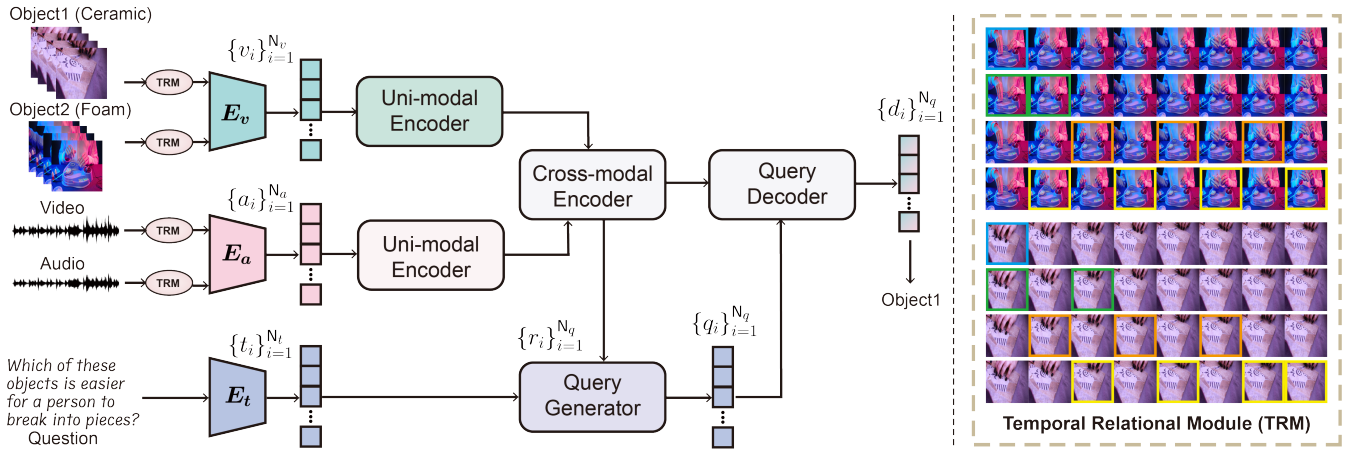 Object1 (Ceramic)
TRM
Object2 (Foam)
TRM
E_v
{v_i}_{i=1}^{N_v}
Uni-modal
Encoder
Video
TRM
Audio
TRM
E_a
{a_i}_{i=1}^{N_a}
Uni-modal
Encoder
Cross-modal
Encoder
Query
Decoder
{d_i}_{i=1}^{N_q}
Object1
Which of these
objects is easier
for a person to
break into pieces?
Question
E_t
{t_i}_{i=1}^{N_t}
{r_i}_{i=1}^{N_q}
Query
Generator
{q_i}_{i=1}^{N_q}
Temporal Relational Module (TRM)